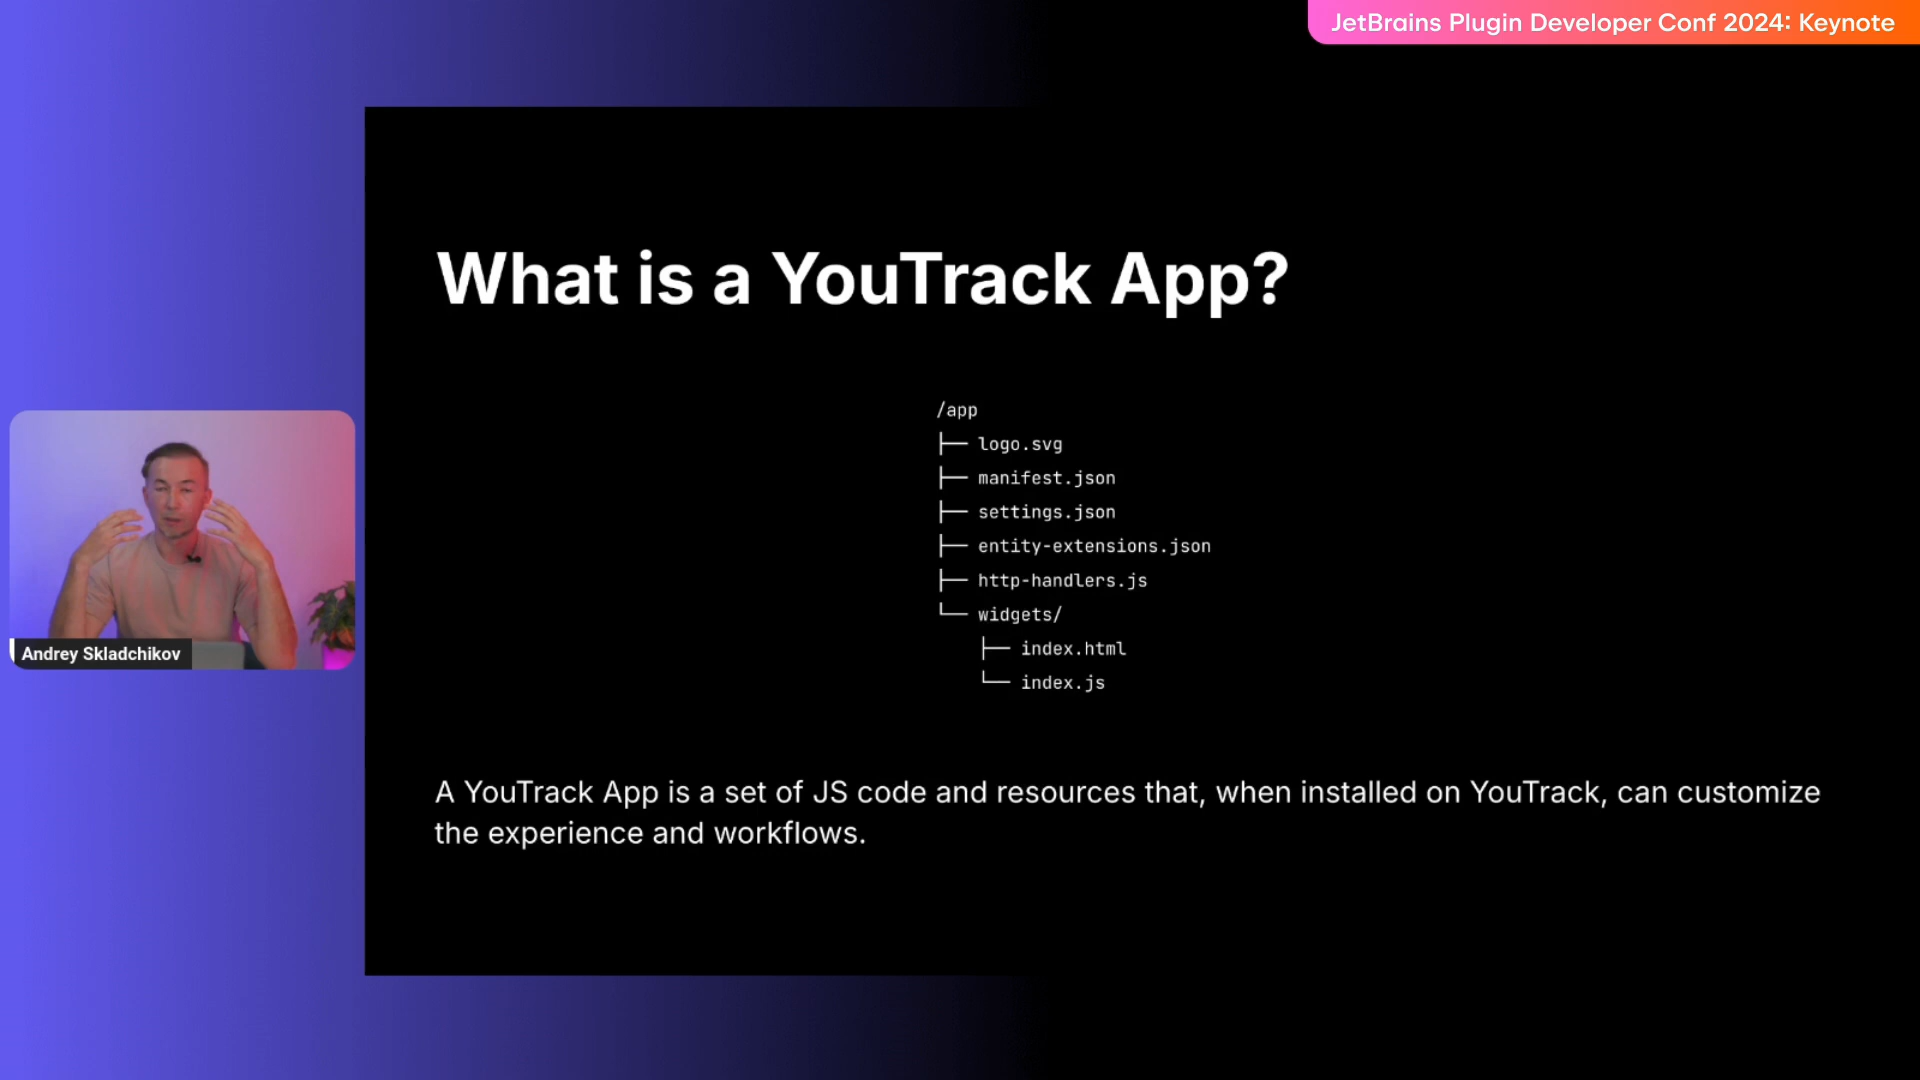 JetBrains Plugin Developer Conf 2024: Keynote
What is a YouTrack App?
/app
├── logo.svg
├── manifest.json
├── settings.json
├── entity-extensions.json
├── http-handlers.js
└── widgets/
    ├── index.html
    └── index.js
Andrey Skladchikov
A YouTrack App is a set of JS code and resources that, when installed on YouTrack, can customize
the experience and workflows.